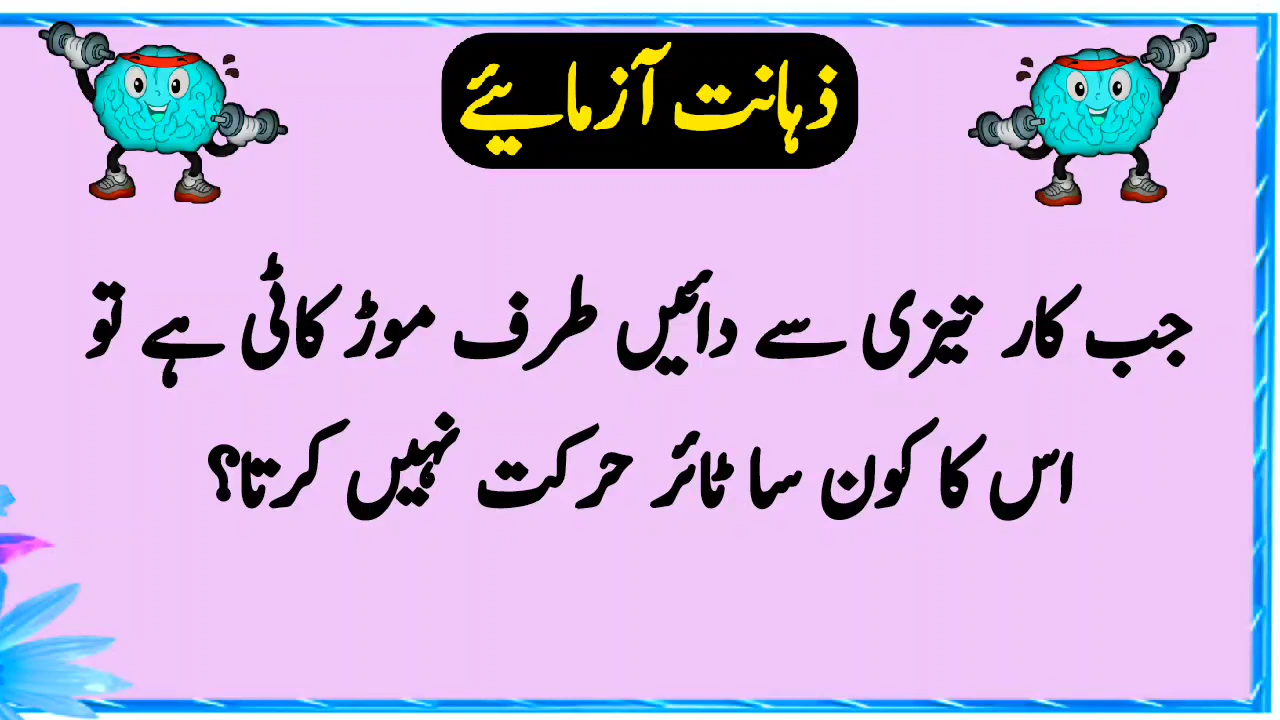 ذہانت آزمائیے
جب کار تیزی سے دائیں طرف موڑ کاٹی ہے تو
اس کا کون سا ٹائر حرکت نہیں کرتا؟